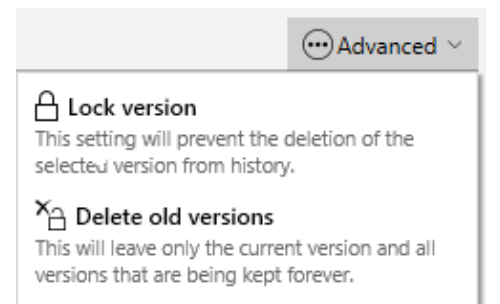 Advanced
Lock version
This setting will prevent the deletion of the
selected version from history.
Delete old versions
This will leave only the current version and all
versions that are being kept forever.